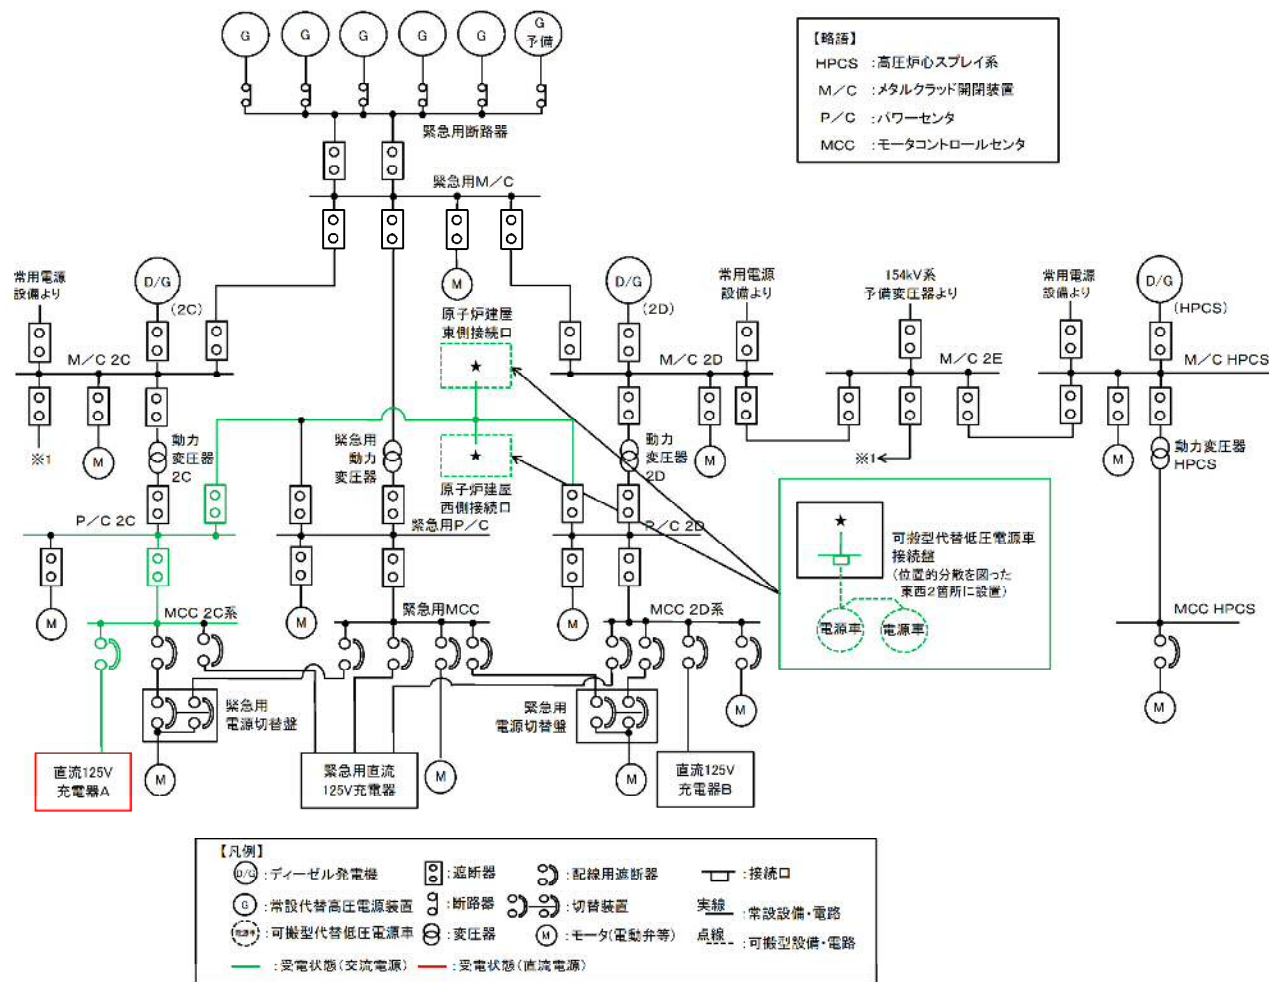 G
G
G
G
G
G
予備
緊急用断路器
【略語】
HPCS :高圧炉心スプレイ系
M/C :メタルクラッド開閉装置
P/C :パワーセンタ
MCC :モータコントロールセンタ
緊急用M/C
M
常用電源
設備より
D/G
(2C)
原子炉建屋
東側接続口
★
D/G
(2D)
常用電源
設備より
154kV系
予備変圧器より
常用電源
設備より
D/G
(HPCS)
M/C 2C
M/C 2D
M/C 2E
M/C HPCS
※1
M
動力
変圧器
2C
緊急用
動力
変圧器
★
原子炉建屋
西側接続口
動力
変圧器
2D
M
※1
M
動力変圧器
HPCS
P/C 2C
緊急用P/C
P/C 2D
★
可搬型代替低圧電源車
接続盤
(位置的分散を図った
東西2箇所に設置)
電源車
電源車
M
M
M
MCC 2C系
緊急用MCC
MCC 2D系
MCC HPCS
緊急用
電源切替盤
緊急用
電源切替盤
M
M
直流125V
充電器A
M
緊急用直流
125V充電器
M
M
直流125V
充電器B
【凡例】
D/G :ディーゼル発電機
:遮断器
:配線用遮断器
:接続口
G :常設代替高圧電源装置
:断路器
:切替装置
実線 :常設設備・電路
電源車 :可搬型代替低圧電源車
:変圧器
M :モータ(電動弁等)
点線 :可搬型設備・電路
:受電状態(交流電源)
:受電状態(直流電源)